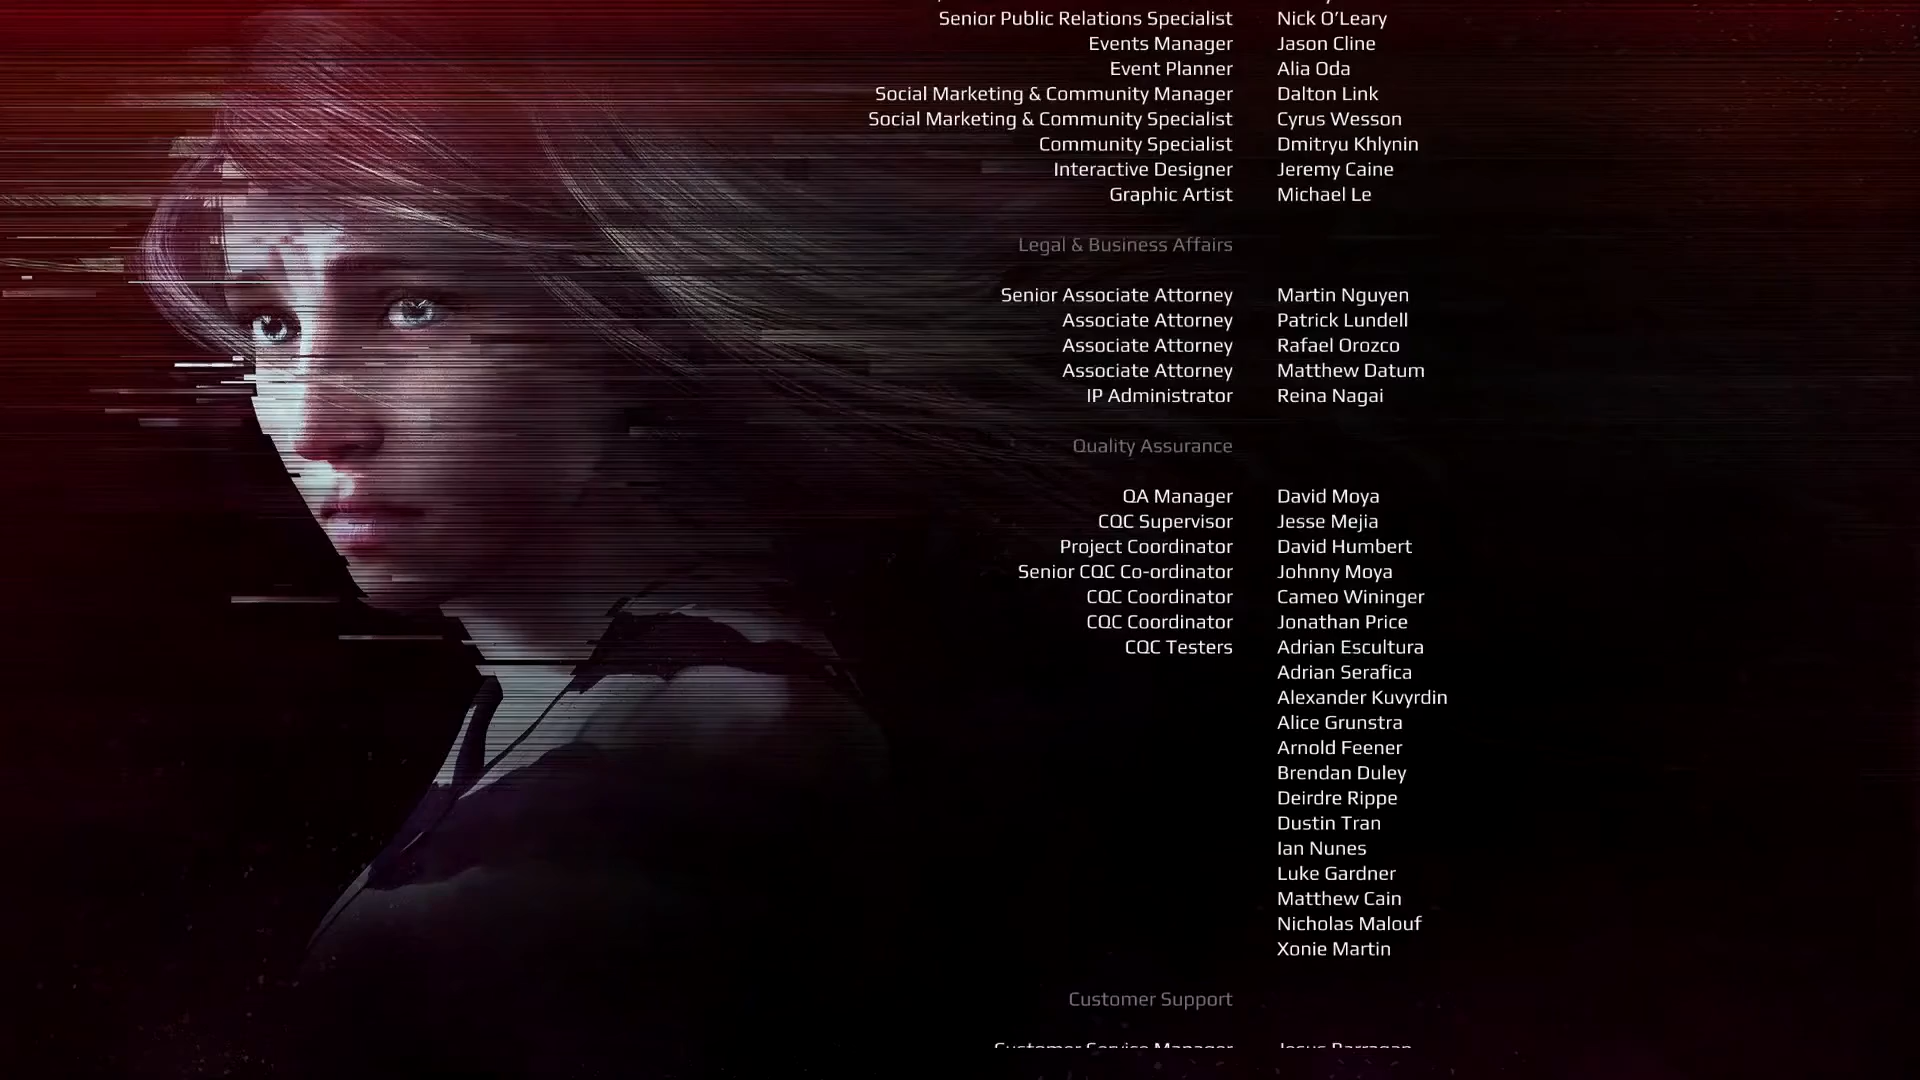 Senior Public Relations Specialist Nick O’Leary
Events Manager Jason Cline
Event Planner Alia Oda
Social Marketing & Community Manager Dalton Link
Social Marketing & Community Specialist Cyrus Wesson
Community Specialist Dmitryu Khlynin
Interactive Designer Jeremy Caine
Graphic Artist Michael Le
Legal & Business Affairs
Senior Associate Attorney Martin Nguyen
Associate Attorney Patrick Lundell
Associate Attorney Rafael Orozco
Associate Attorney Matthew Datum
IP Administrator Reina Nagai
Quality Assurance
QA Manager David Moya
CQC Supervisor Jesse Mejia
Project Coordinator David Humbert
Senior CQC Co-ordinator Johnny Moya
CQC Coordinator Cameo Wininger
CQC Coordinator Jonathan Price
CQC Testers Adrian Escultura
Adrian Serafica
Alexander Kuvyrdin
Alice Grunstra
Arnold Feener
Brendan Duley
Deirdre Rippe
Dustin Tran
Ian Nunes
Luke Gardner
Matthew Cain
Nicholas Malouf
Xonie Martin
Customer Support
Customer Service Manager Jesus Barragan